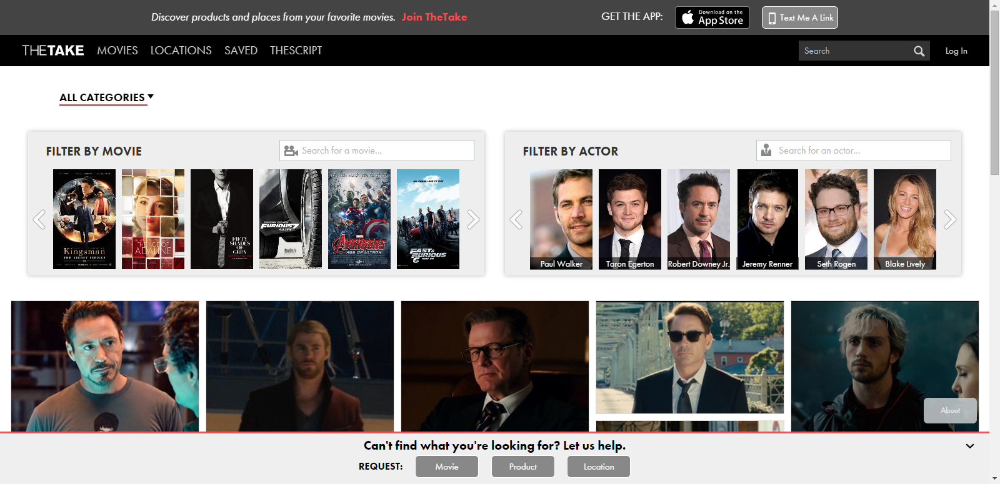 Discover products and places from your favorite movies. Join TheTake
GET THE APP:
Download on the
App Store
Text Me A Link
THETAKE
MOVIES
LOCATIONS
SAVED
THESCRIPT
Search
Log In
ALL CATEGORIES
FILTER BY MOVIE
Search for a movie...
Kingsman
THE SECRET SERVICE
THE AGE OF
ADALINE
FIFTY
SHADES
OF GREY
FURIOUS 7
MARVEL
AVENGERS
AGE OF ULTRON
FAST &
FURIOUS
6
MAY 24
FILTER BY ACTOR
Search for an actor...
Paul Walker
Taron Egerton
Robert Downey Jr.
Jeremy Renner
Seth Rogen
Blake Lively
About
Can't find what you're looking for? Let us help.
REQUEST:
Movie
Product
Location